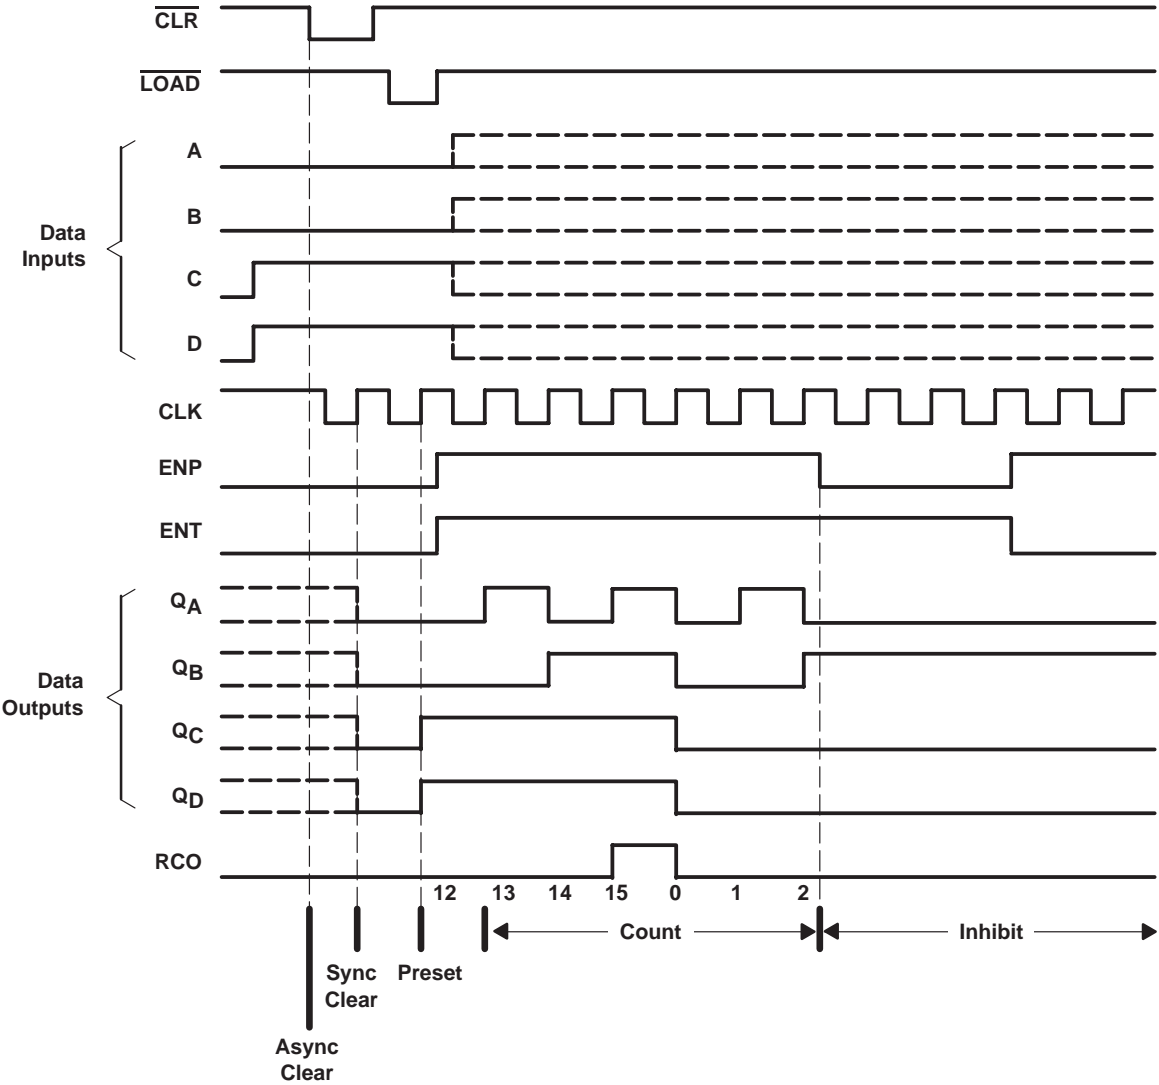 CLR
LOAD
A
B
Data
Inputs
C
D
CLK
ENP
ENT
QA
QB
Data
Outputs
QC
QD
RCO
12 13 14 15 0 1 2
Count Inhibit
Sync
Clear
Preset
Async
Clear